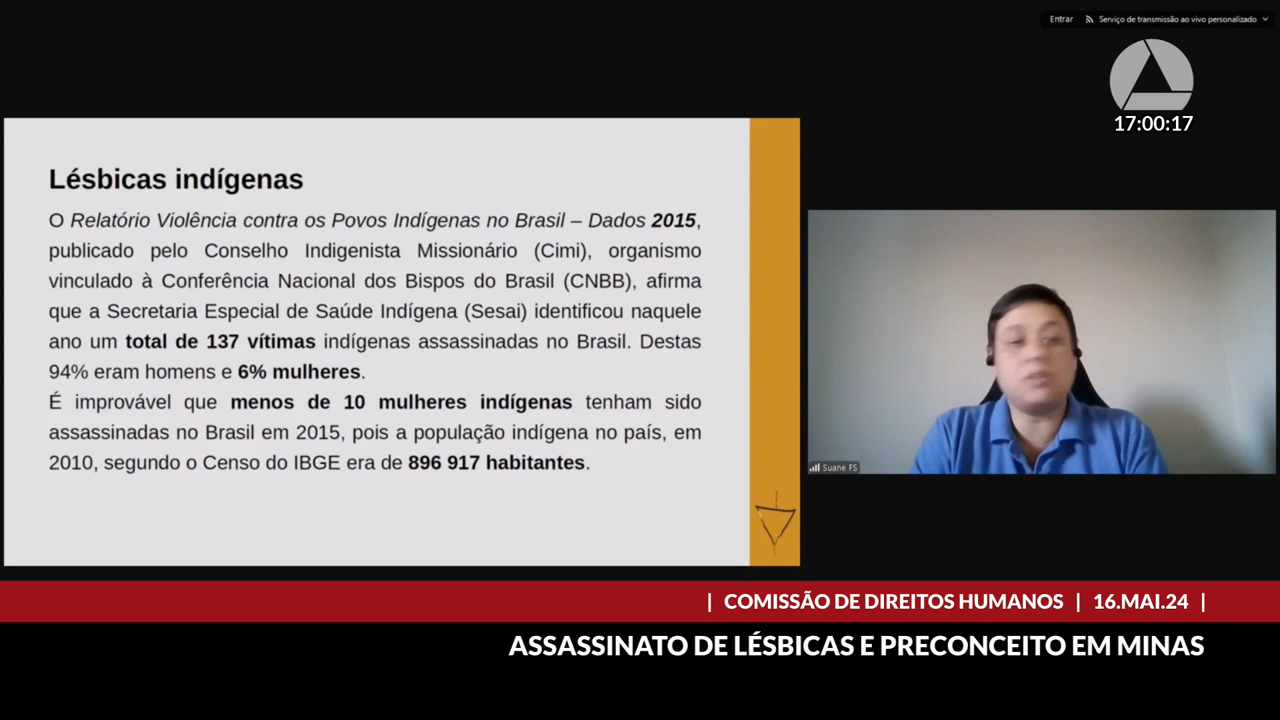 Entrar Serviço de transmissão ao vivo personalizado
17:00:17
Lésbicas indígenas
O Relatório Violência contra os Povos Indígenas no Brasil – Dados 2015,
publicado pelo Conselho Indigenista Missionário (Cimi), organismo
vinculado à Conferência Nacional dos Bispos do Brasil (CNBB), afirma
que a Secretaria Especial de Saúde Indígena (Sesai) identificou naquele
ano um total de 137 vítimas indígenas assassinadas no Brasil. Destas
94% eram homens e 6% mulheres.
É improvável que menos de 10 mulheres indígenas tenham sido
assassinadas no Brasil em 2015, pois a população indígena no país, em
2010, segundo o Censo do IBGE era de 896 917 habitantes.
Suane FS
| COMISSÃO DE DIREITOS HUMANOS | 16.MAI.24 |
ASSASSINATO DE LÉSBICAS E PRECONCEITO EM MINAS